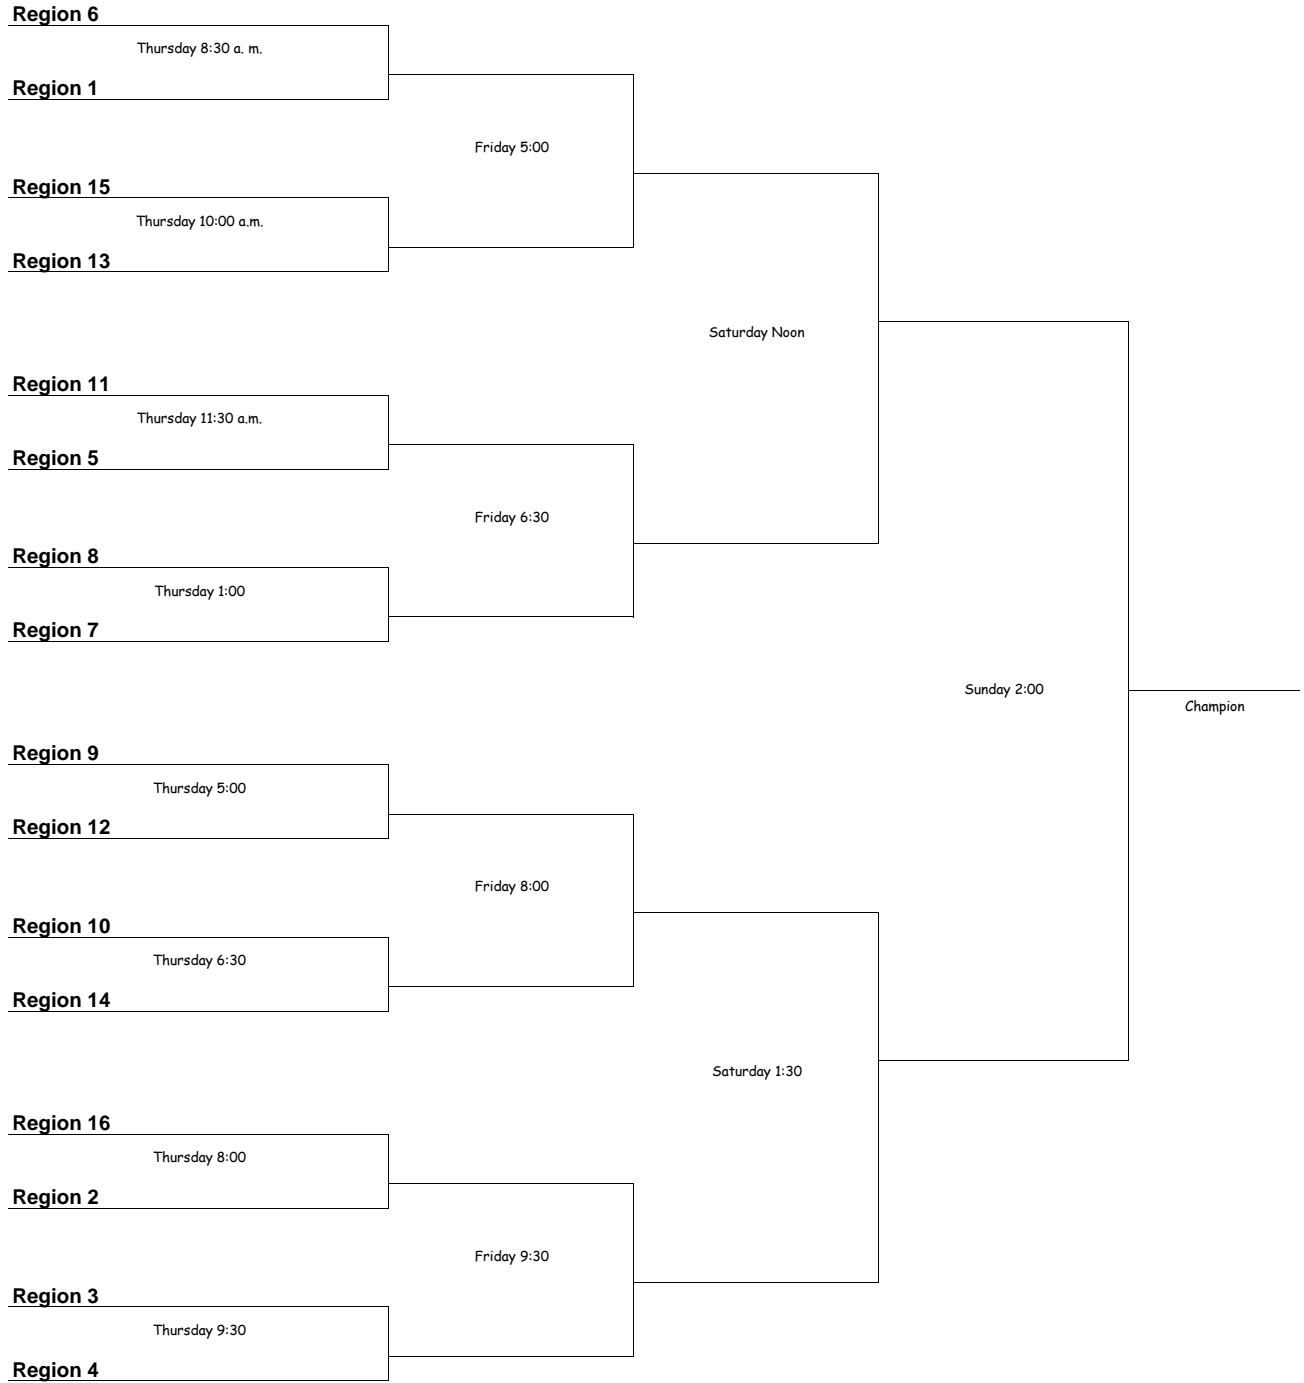 Region 6
Thursday 8:30 a. m.
Region 1
Friday 5:00
Region 15
Thursday 10:00 a.m.
Region 13
Saturday Noon
Region 11
Thursday 11:30 a.m.
Region 5
Friday 6:30
Region 8
Thursday 1:00
Region 7
Sunday 2:00
Champion
Region 9
Thursday 5:00
Region 12
Friday 8:00
Region 10
Thursday 6:30
Region 14
Saturday 1:30
Region 16
Thursday 8:00
Region 2
Friday 9:30
Region 3
Thursday 9:30
Region 4